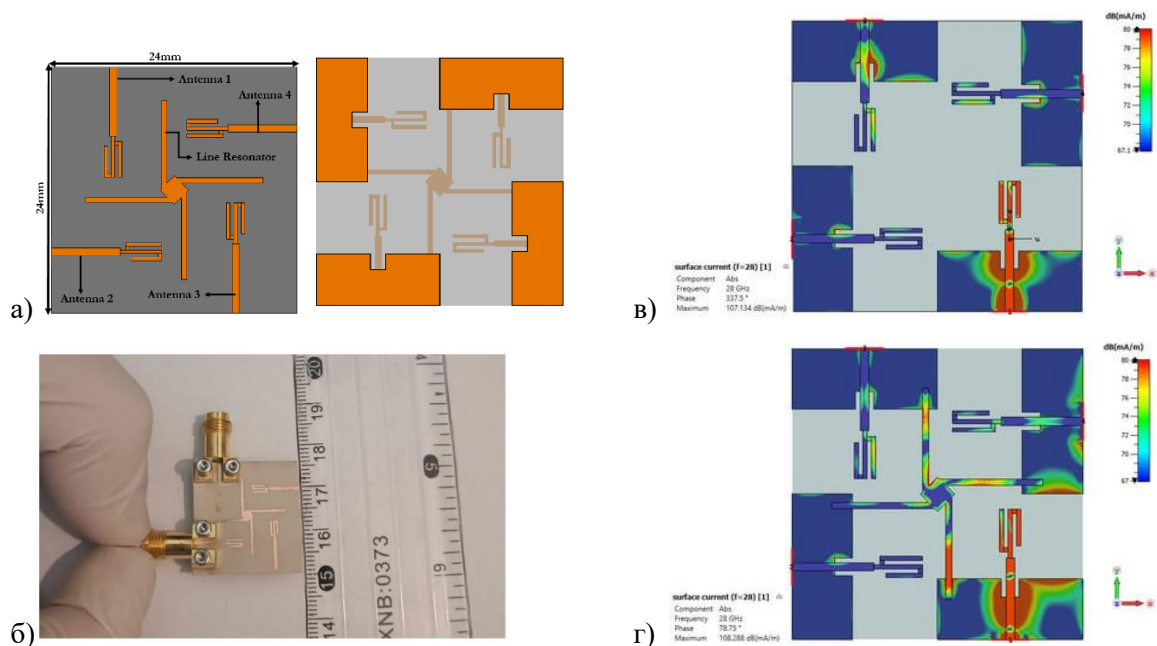 24mm
Antenna 1
Antenna 4
Line Resonator
24mm
Antenna 2
Antenna 3
а)
dB(mA/m)
80
78
76
74
72
70
67.1
u
surface current (f=28) [1]
Component Abs
Frequency 28 GHz
Phase 337.5 °
Maximum 107.134 dB(mA/m)
в)
20
19
18
17
16
15
14
5
6
XNB:0373
б)
dB(mA/m)
80
78
76
74
72
70
surface current (f=28) [1]
Component Abs
Frequency 28 GHz
Phase 78.75 °
Maximum 108.288 dB(mA/m)
г)